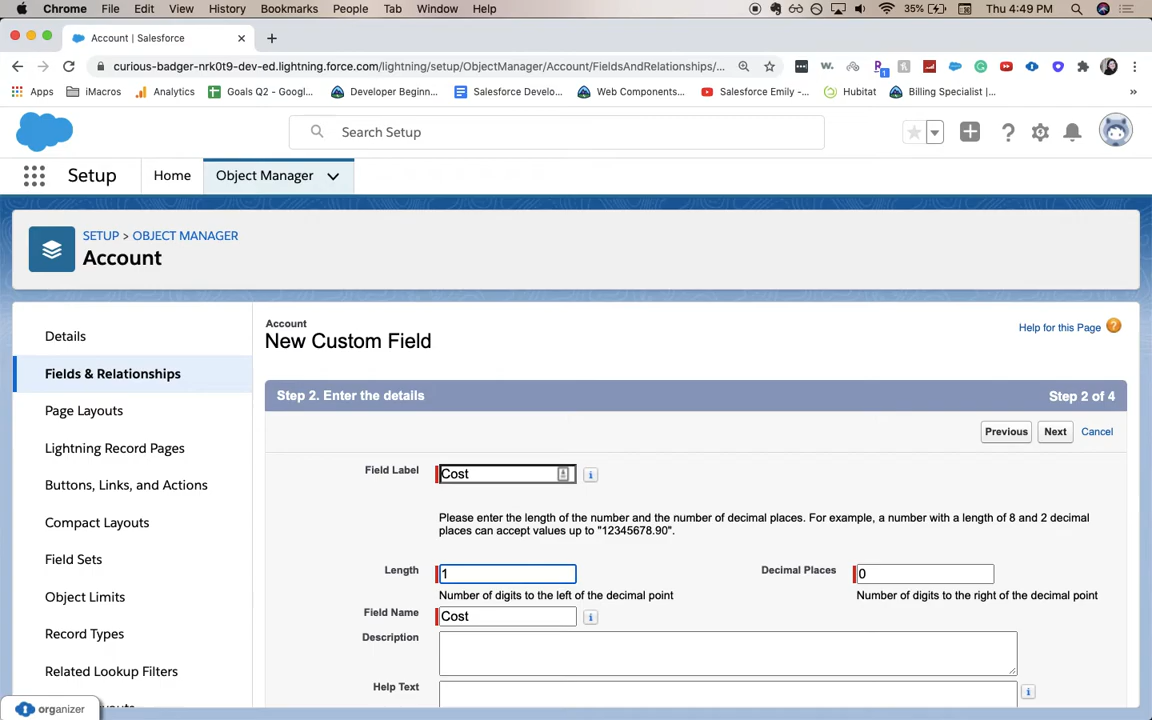 Chrome File Edit View History Bookmarks People Tab Window Help 35% Thu 4:49 PM
Account | Salesforce
curious-badger-nrk0t9-dev-ed.lightning.force.com/lightning/setup/ObjectManager/Account/FieldsAndRelationships/...
Apps iMacros Analytics Goals Q2 - Googl... Developer Beginn... Salesforce Develo... Web Components... Salesforce Emily -... Hubitat Billing Specialist |... »
Search Setup
Setup Home Object Manager
SETUP > OBJECT MANAGER
Account
Details
Fields & Relationships
Page Layouts
Lightning Record Pages
Buttons, Links, and Actions
Compact Layouts
Field Sets
Object Limits
Record Types
Related Lookup Filters
organizer
Account
New Custom Field
Help for this Page ?
Step 2. Enter the details Step 2 of 4
Previous Next Cancel
Field Label Cost i
Please enter the length of the number and the number of decimal places. For example, a number with a length of 8 and 2 decimal
places can accept values up to "12345678.90".
Length 1 Decimal Places 0
Number of digits to the left of the decimal point Number of digits to the right of the decimal point
Field Name Cost i
Description
Help Text i